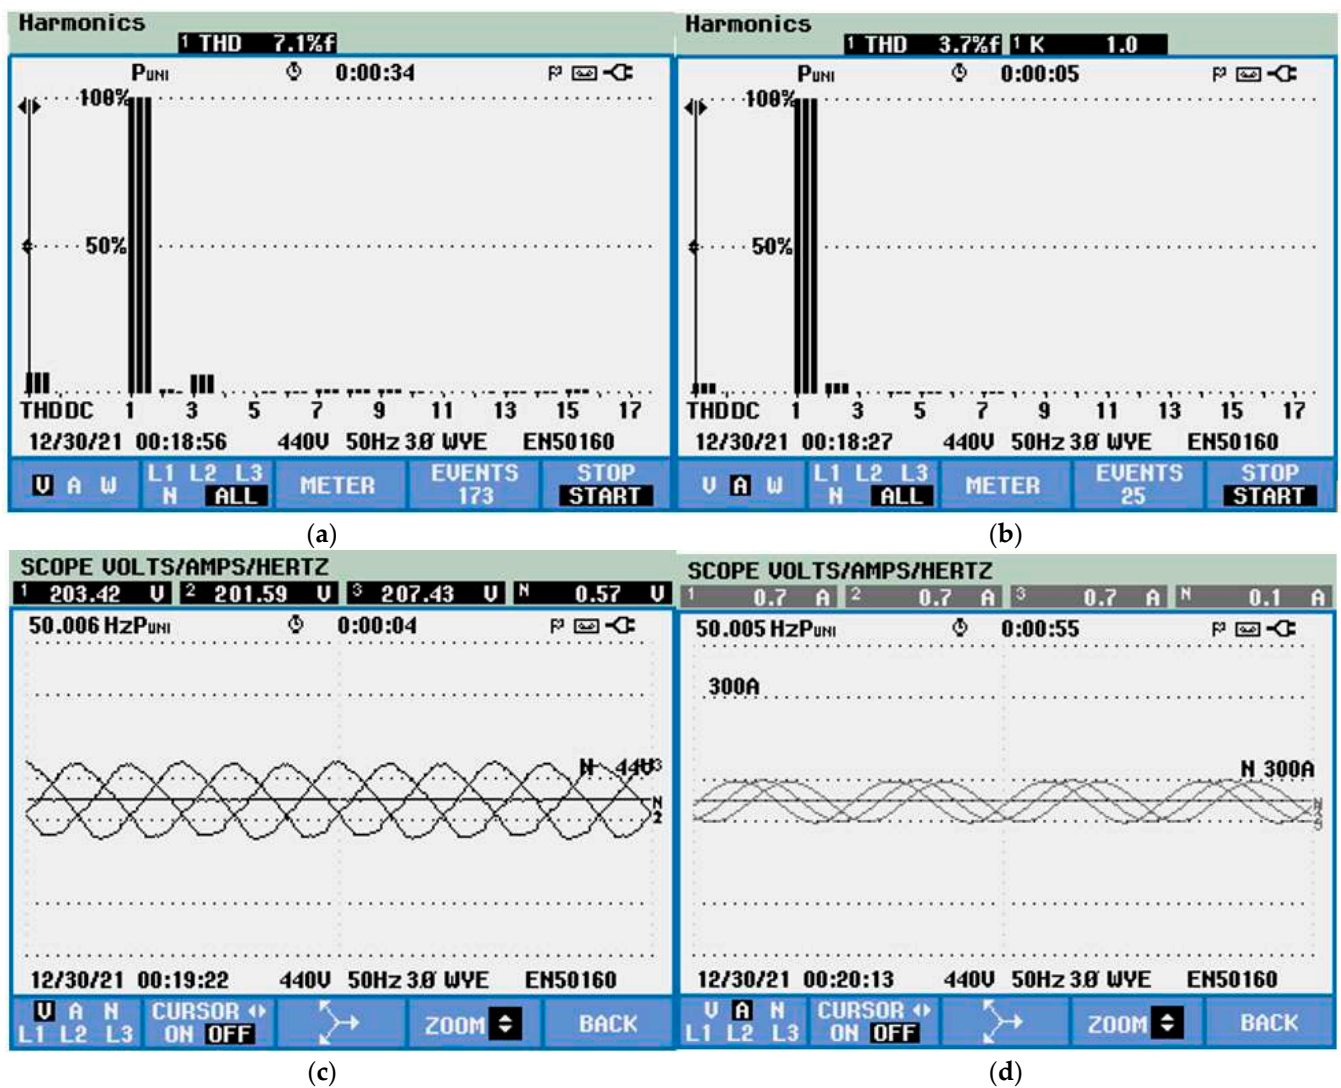 Harmonics
1 THD 7.1%f
PUNI 0:00:34
100%
50%
THD DC 1 3 5 7 9 11 13 15 17
12/30/21 00:18:56 440V 50Hz 3Ø WYE EN50160
V A W L1 L2 L3 N ALL METER EVENTS 173 STOP START
(a)
Harmonics
1 THD 3.7%f 1 K 1.0
PUNI 0:00:05
100%
50%
THD DC 1 3 5 7 9 11 13 15 17
12/30/21 00:18:27 440V 50Hz 3Ø WYE EN50160
V A W L1 L2 L3 N ALL METER EVENTS 25 STOP START
(b)
SCOPE VOLTS/AMPS/HERTZ
1 203.42 V 2 201.59 V 3 207.43 V N 0.57 V
50.006 HzPUNI 0:00:04
N 44V 3
N
2
12/30/21 00:19:22 440V 50Hz 3Ø WYE EN50160
V A N L1 L2 L3 CURSOR ON OFF ZOOM BACK
(c)
SCOPE VOLTS/AMPS/HERTZ
1 0.7 A 2 0.7 A 3 0.7 A N 0.1 A
50.005 HzPUNI 0:00:55
300A
N 300A
N
3
12/30/21 00:20:13 440V 50Hz 3Ø WYE EN50160
V A N L1 L2 L3 CURSOR ON OFF ZOOM BACK
(d)